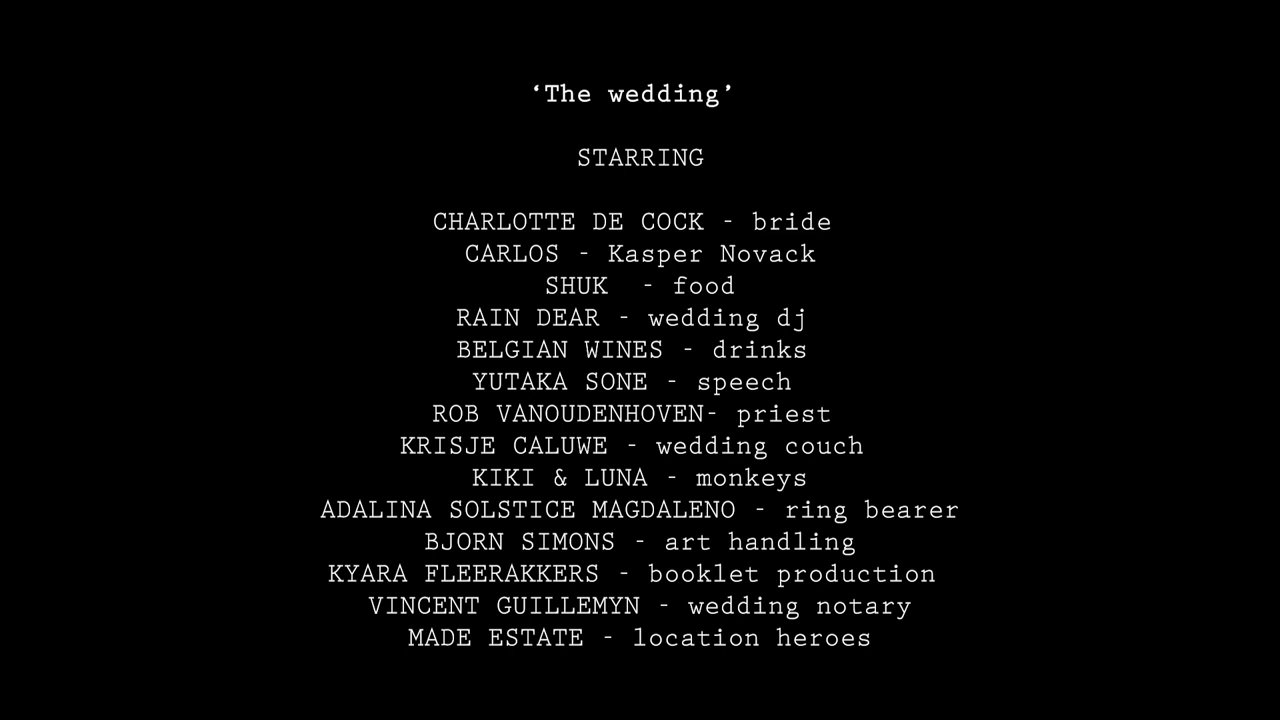 ‘The wedding’
STARRING
CHARLOTTE DE COCK - bride
CARLOS - Kasper Novack
SHUK - food
RAIN DEAR - wedding dj
BELGIAN WINES - drinks
YUTAKA SONE - speech
ROB VANOUDENHOVEN- priest
KRISJE CALUWE - wedding couch
KIKI & LUNA - monkeys
ADALINA SOLSTICE MAGDALENO - ring bearer
BJORN SIMONS - art handling
KYARA FLEERAKKERS - booklet production
VINCENT GUILLEMYN - wedding notary
MADE ESTATE - location heroes